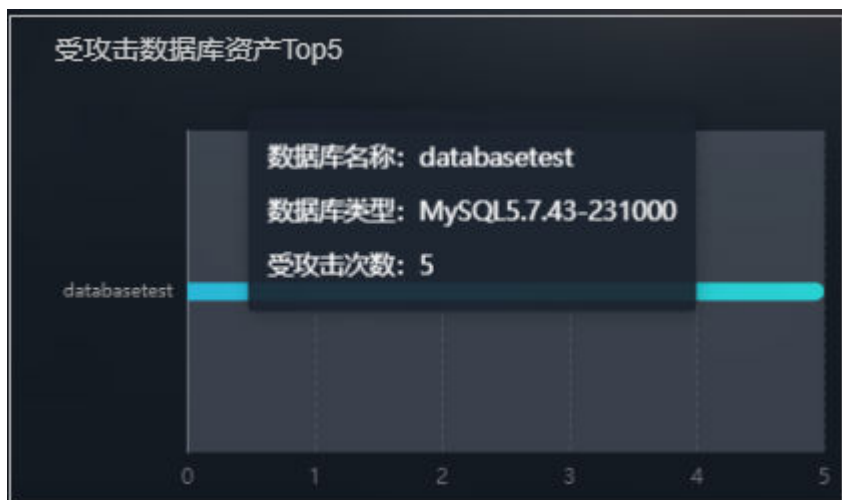 受攻击数据库资产Top5
数据库名称：databasetest
数据库类型：MySQL5.7.43-231000
受攻击次数：5
databasetest
0 1 2 3 4 5